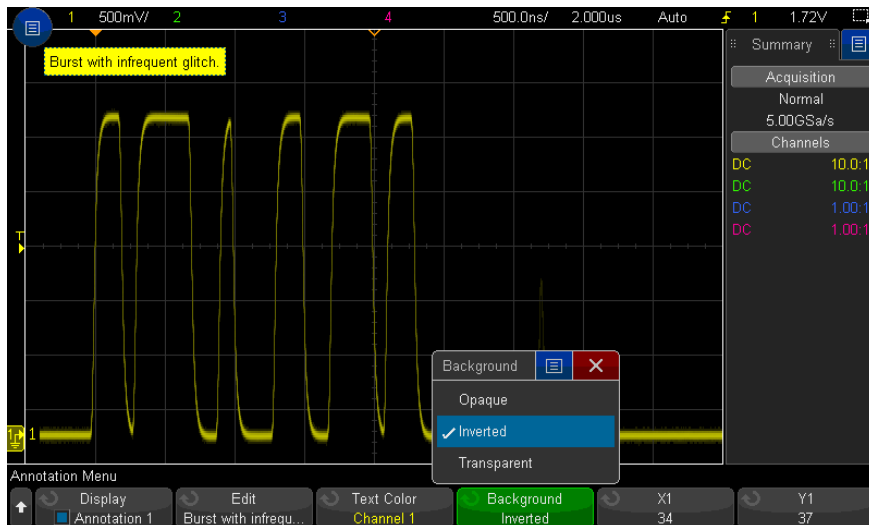 1 500mV/ 2 3 4 500.0ns/ 2.000us Auto 1 1.72V
Burst with infrequent glitch.
Summary
Acquisition
Normal
5.00GSa/s
Channels
DC 10.0:1
DC 10.0:1
DC 1.00:1
DC 1.00:1
T
Background
Opaque
Inverted
Transparent
1 1
Annotation Menu
Display Edit Text Color Background X1 Y1
Annotation 1 Burst with infrequ... Channel 1 Inverted 34 37